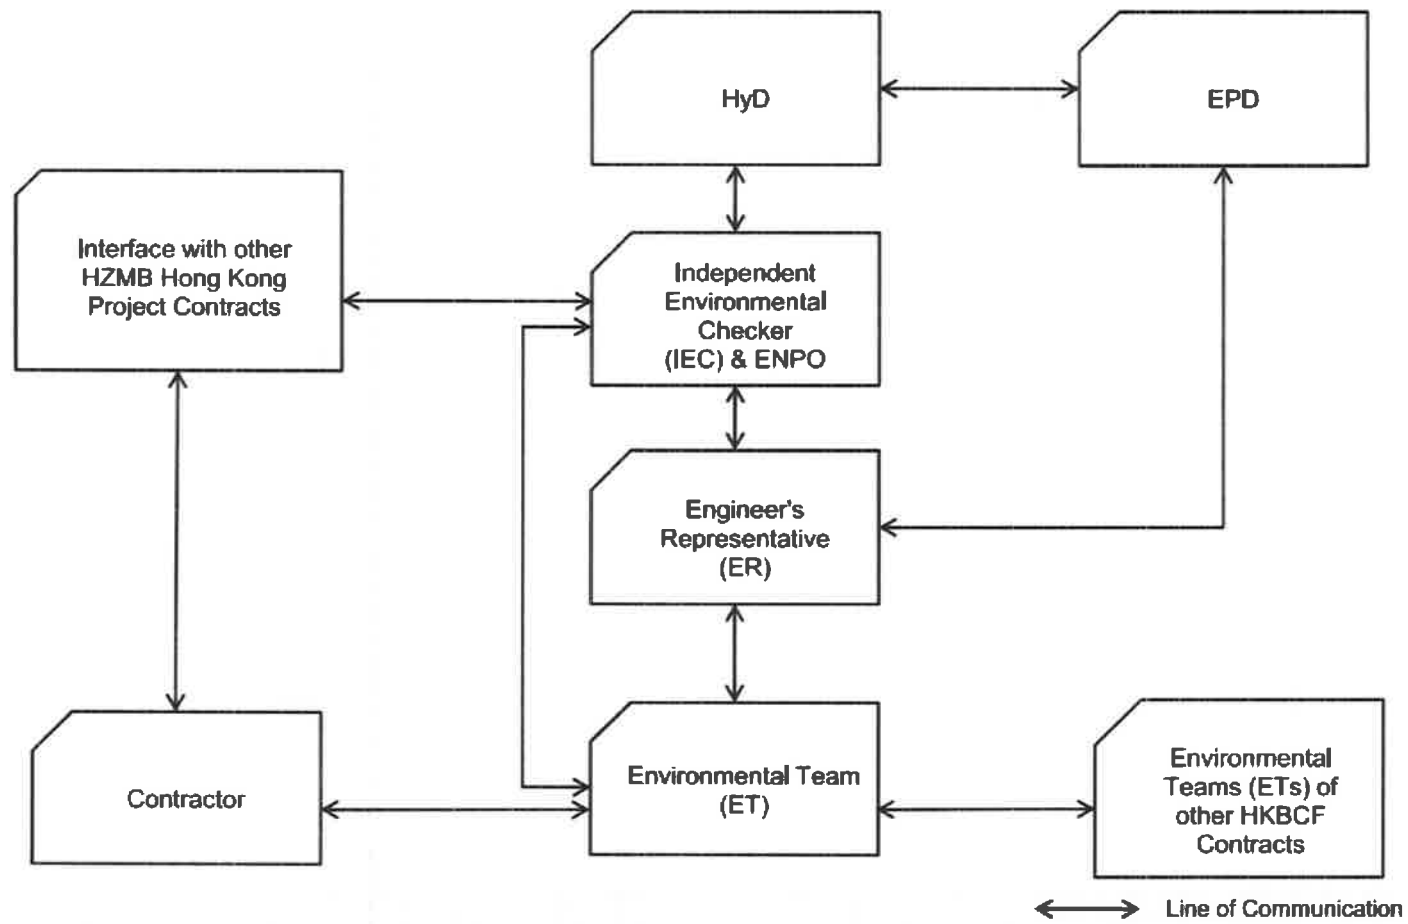 HyD
EPD
Interface with other
HZMB Hong Kong
Project Contracts
Independent
Environmental
Checker
(IEC) & ENPO
Engineer's
Representative
(ER)
Contractor
Environmental Team
(ET)
Environmental
Teams (ETs) of
other HKBCF
Contracts
Line of Communication